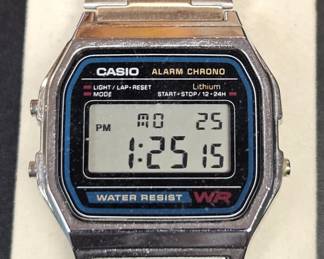 CASIO ALARM CHRONO
LIGHT / LAP • RESET Lithium
MODE START • STOP / 12 • 24H
MO 25
PM 1:25 15
WATER RESIST WR